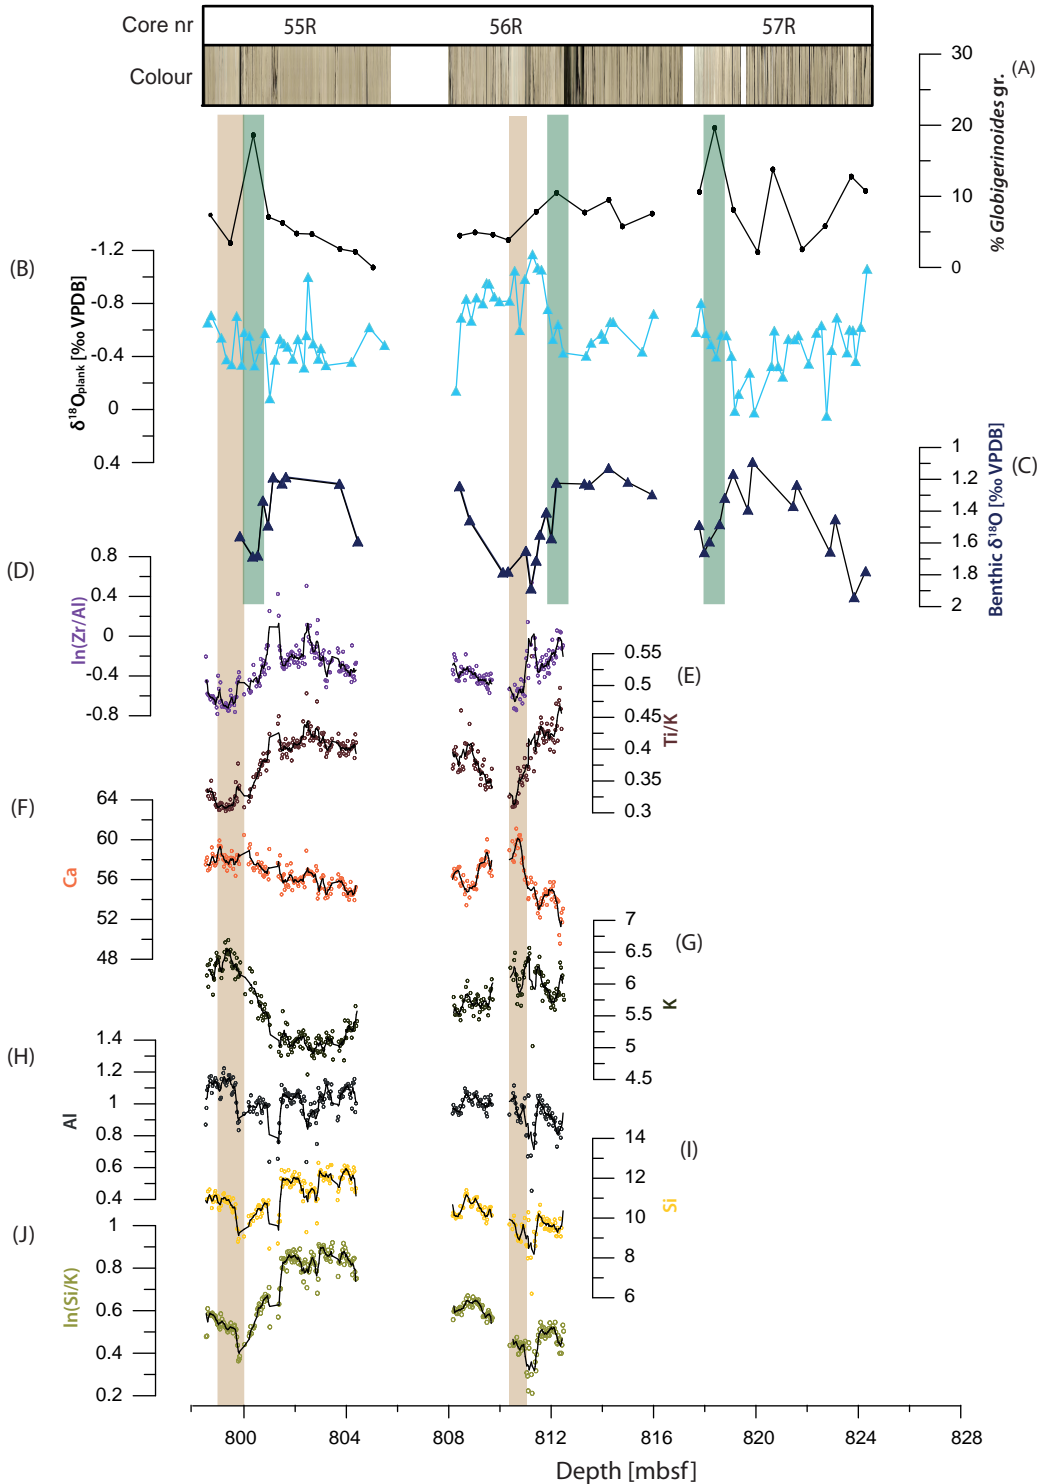 Core nr
55R
56R
57R
Colour
30
20
10
0
% Globigerinoides gr.
(A)
(B)
-1.2
-0.8
-0.4
0
0.4
δ18Oplank [‰ VPDB]
1
1.2
1.4
1.6
1.8
2
Benthic δ18O [‰ VPDB]
(C)
(D)
0.8
0.4
0
-0.4
-0.8
ln(Zr/Al)
0.55
0.5
0.45
0.4
0.35
0.3
Ti/K
(E)
(F)
64
60
56
52
48
Ca
7
6.5
6
5.5
5
4.5
K
(G)
(H)
1.4
1.2
1
0.8
0.6
0.4
Al
14
12
10
8
6
Si
(I)
(J)
1
0.8
0.6
0.4
0.2
ln(Si/K)
800
804
808
812
816
820
824
828
Depth [mbsf]